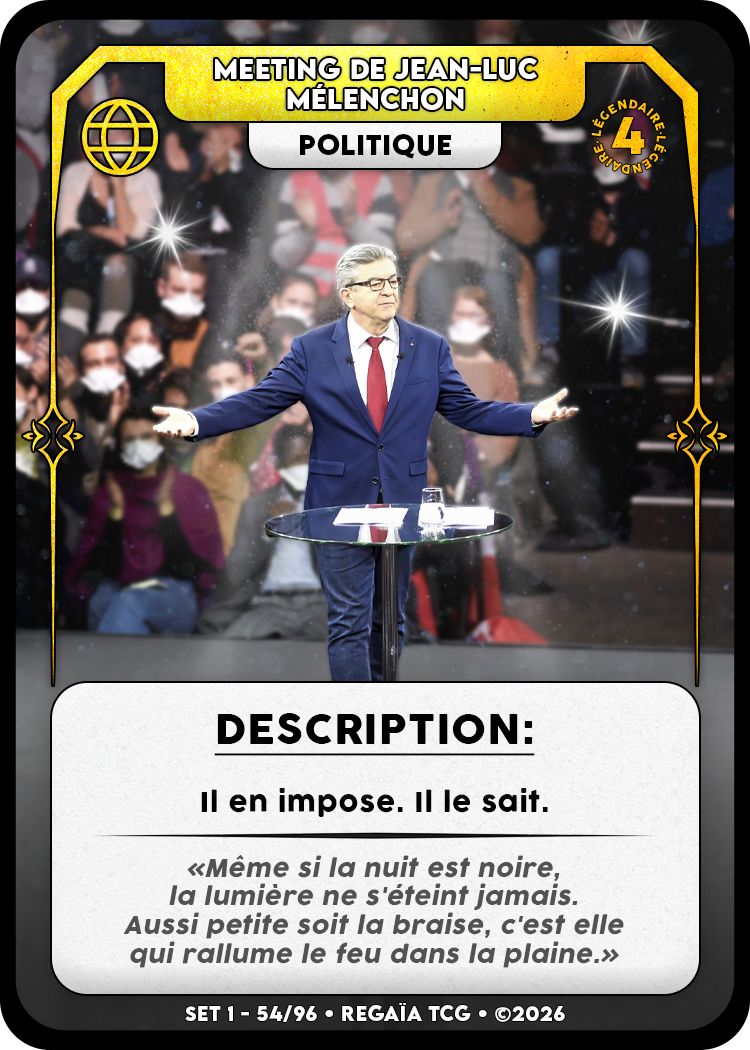 MEETING DE JEAN-LUC
MÉLENCHON
POLITIQUE
LÉGENDAIRE·LÉGENDAIRE·
4
DESCRIPTION:
Il en impose. Il le sait.
«Même si la nuit est noire,
la lumière ne s'éteint jamais.
Aussi petite soit la braise, c'est elle
qui rallume le feu dans la plaine.»
SET 1 - 54/96 • REGAÏA TCG • ©2026